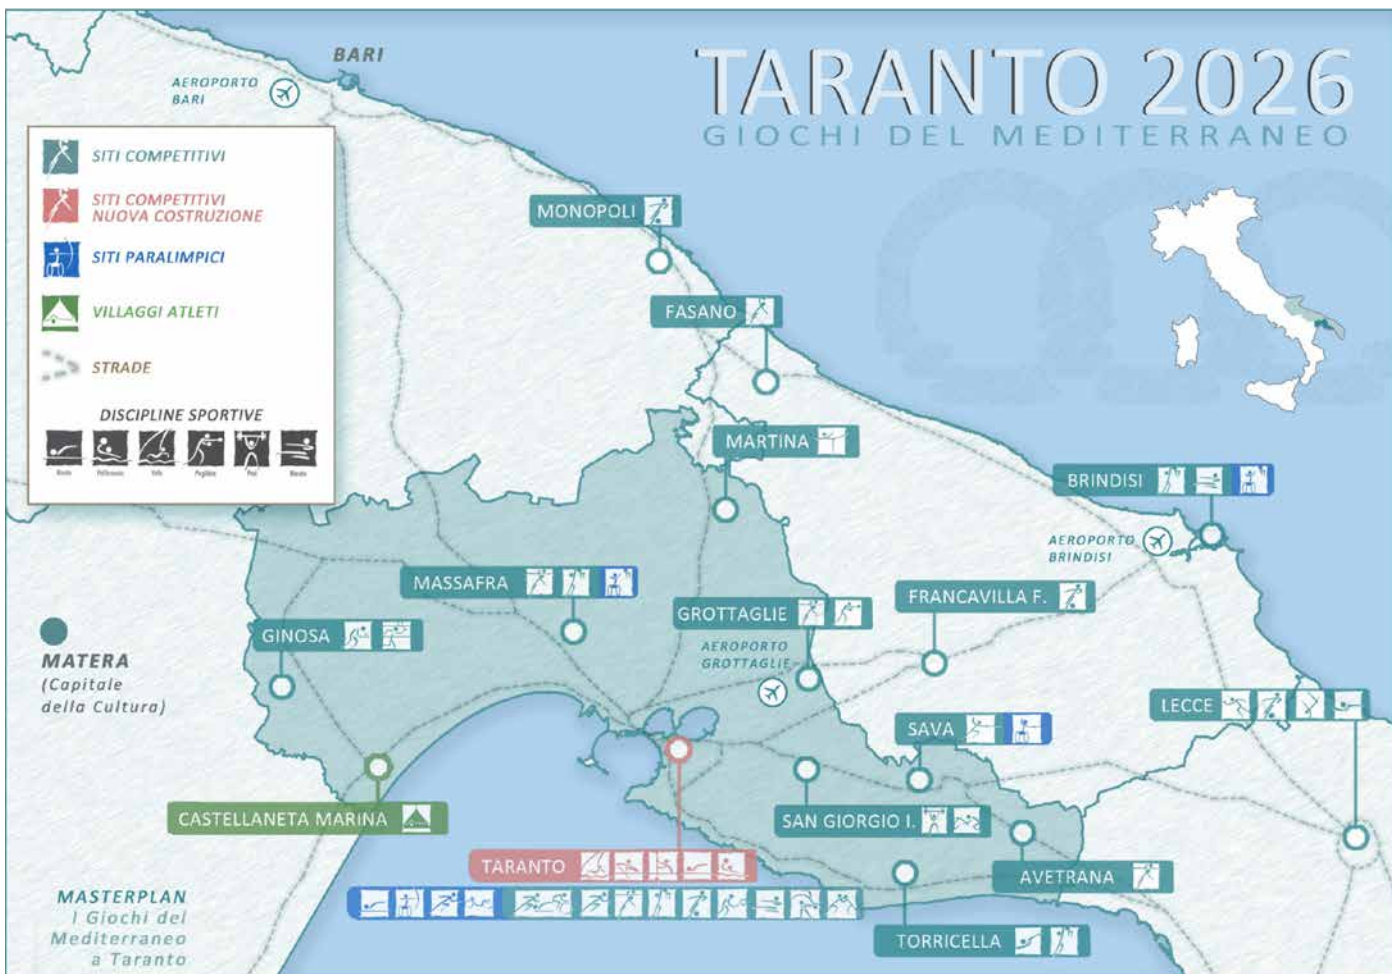 TARANTO 2026
GIOCHI DEL MEDITERRANEO
BARI
AEROPORTO
BARI
SITI COMPETITIVI
SITI COMPETITIVI
NUOVA COSTRUZIONE
SITI PARALIMPICI
VILLAGGI ATLETI
STRADE
DISCIPLINE SPORTIVE
MONOPOLI
FASANO
MARTINA
BRINDISI
AEROPORTO
BRINDISI
MASSAFRA
GROTTAGLIE
FRANCAVILLA F.
GINOSA
AEROPORTO
GROTTAGLIE
MATERA
(Capitale
della Cultura)
LECCE
SAVA
CASTELLANETA MARINA
SAN GIORGIO I.
TARANTO
AVETRANA
TORRICELLA
MASTERPLAN
I Giochi del
Mediterraneo
a Taranto